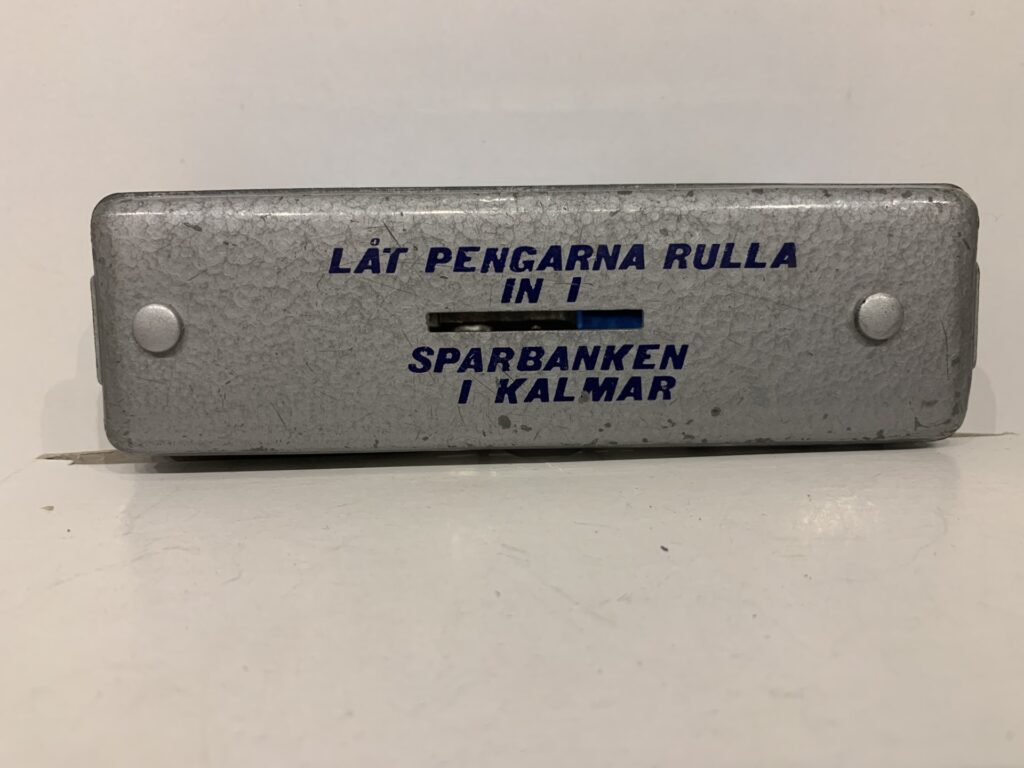 LÅT PENGARNA RULLA
IN I
SPARBANKEN
I KALMAR